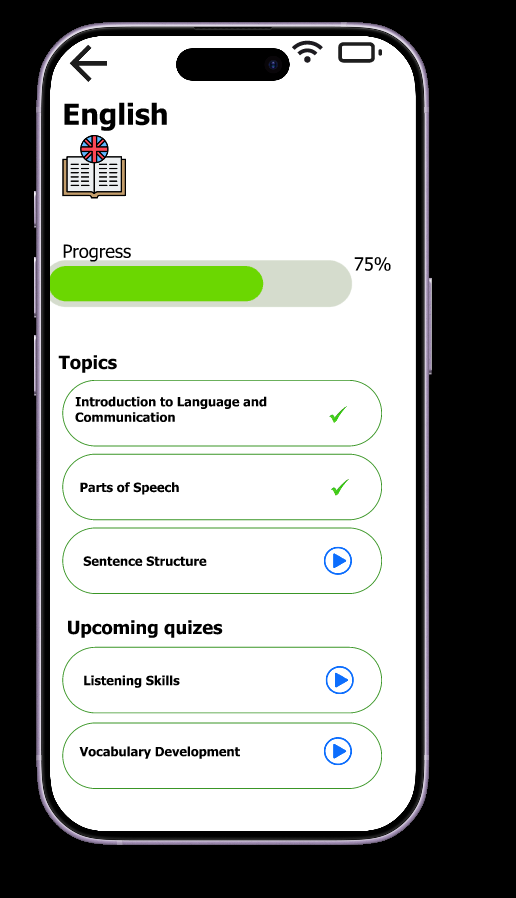 English
Progress
75%
Topics
Introduction to Language and
Communication
Parts of Speech
Sentence Structure
Upcoming quizes
Listening Skills
Vocabulary Development